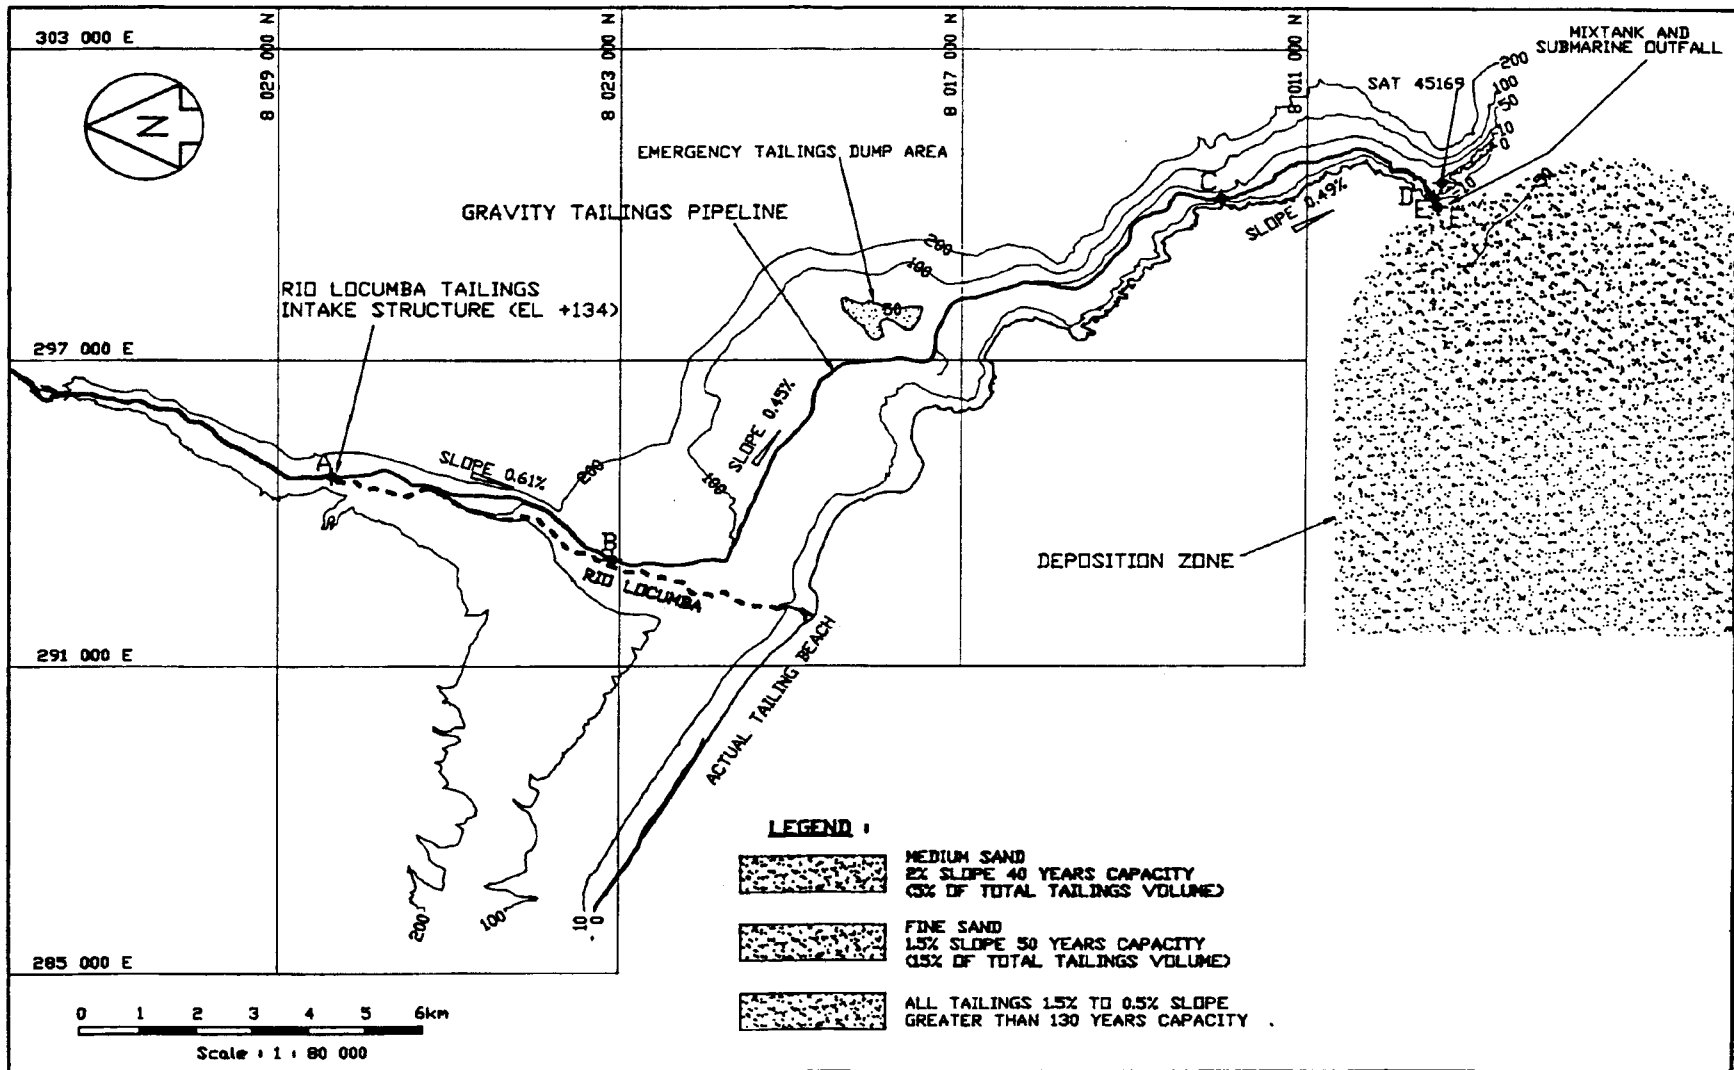 303 000 E
8 029 000 N
8 023 000 N
8 017 000 N
8 011 000 N
MIXTANK AND
SUBMARINE OUTFALL
N
SAT 45169
200
100
50
10
0
EMERGENCY TAILINGS DUMP AREA
GRAVITY TAILINGS PIPELINE
C
D
E
F
10
50
SLOPE 0.49%
200
100
50
RIO LOCUMBA TAILINGS
INTAKE STRUCTURE (EL +134)
297 000 E
A
SLOPE 0.61%
200
SLOPE 0.45%
100
B
RIO LOCUMBA
DEPOSITION ZONE
291 000 E
ACTUAL TAILING BEACH
200
100
10
0
285 000 E
LEGEND :
MEDIUM SAND
2% SLOPE 40 YEARS CAPACITY
(5% OF TOTAL TAILINGS VOLUME)
FINE SAND
1.5% SLOPE 50 YEARS CAPACITY
(15% OF TOTAL TAILINGS VOLUME)
ALL TAILINGS 1.5% TO 0.5% SLOPE
GREATER THAN 130 YEARS CAPACITY .
0 1 2 3 4 5 6km
Scale : 1 : 80 000